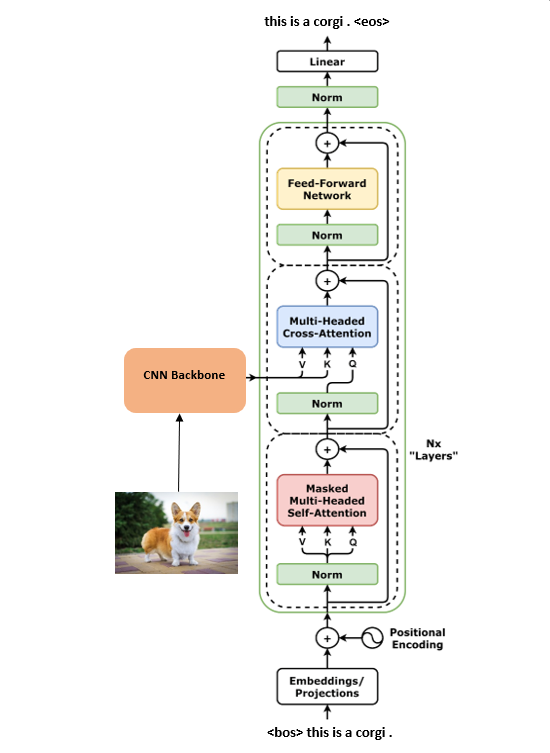 this is a corgi . <eos>
Linear
Norm
Feed-Forward
Network
Norm
Multi-Headed
Cross-Attention
V K Q
CNN Backbone
Norm
Nx
"Layers"
Masked
Multi-Headed
Self-Attention
V K Q
Norm
Positional
Encoding
Embeddings/
Projections
<bos> this is a corgi .